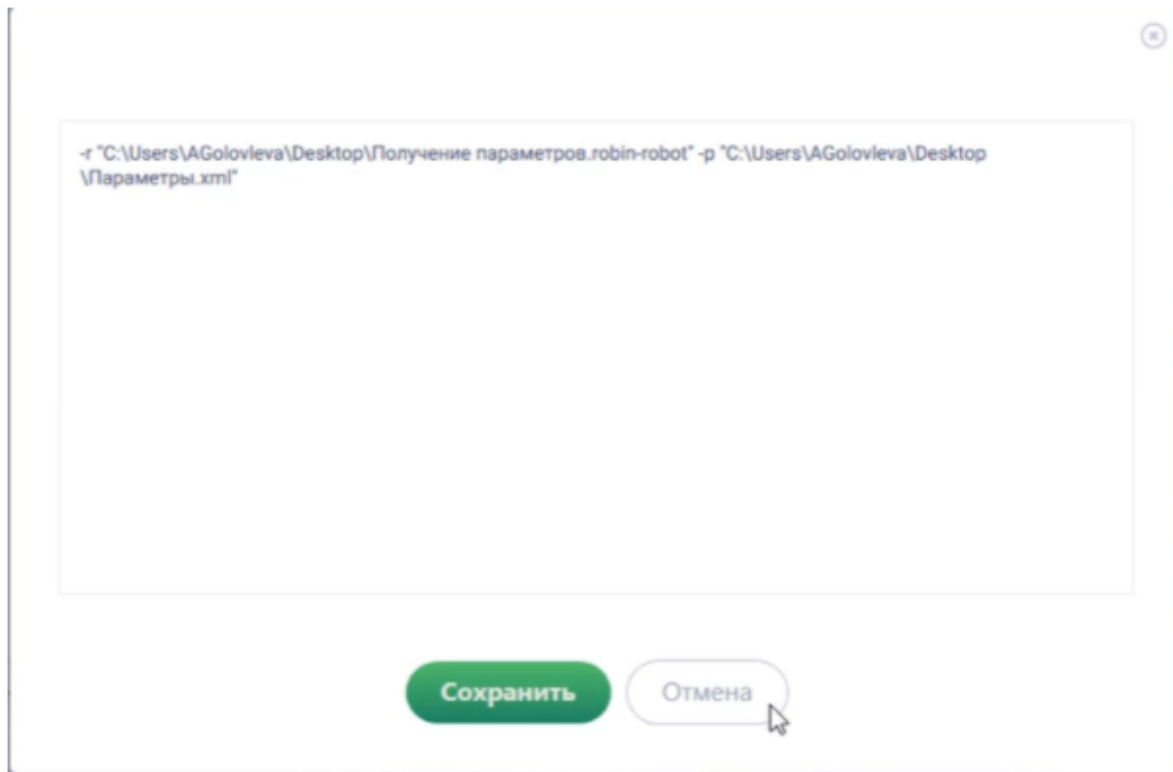 -r "C:\Users\AGolovleva\Desktop\Получение параметров.robin-robot" -p "C:\Users\AGolovleva\Desktop
\Параметры.xml"
Сохранить
Отмена